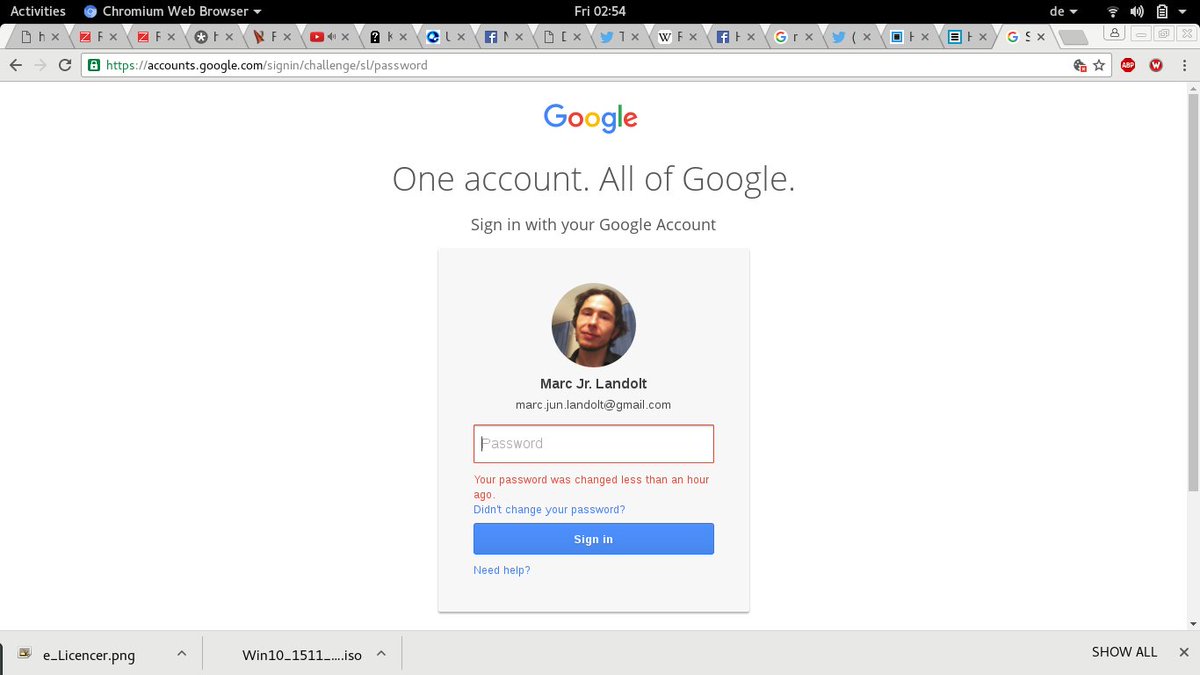 Activities Chromium Web Browser Fri 02:54 de
https://accounts.google.com/signin/challenge/sl/password ABP W
Google
One account. All of Google.
Sign in with your Google Account
Marc Jr. Landolt
marc.jun.landolt@gmail.com
Password
Your password was changed less than an hour
ago.
Didn't change your password?
Sign in
Need help?
e_Licencer.png Win10_1511_....iso SHOW ALL